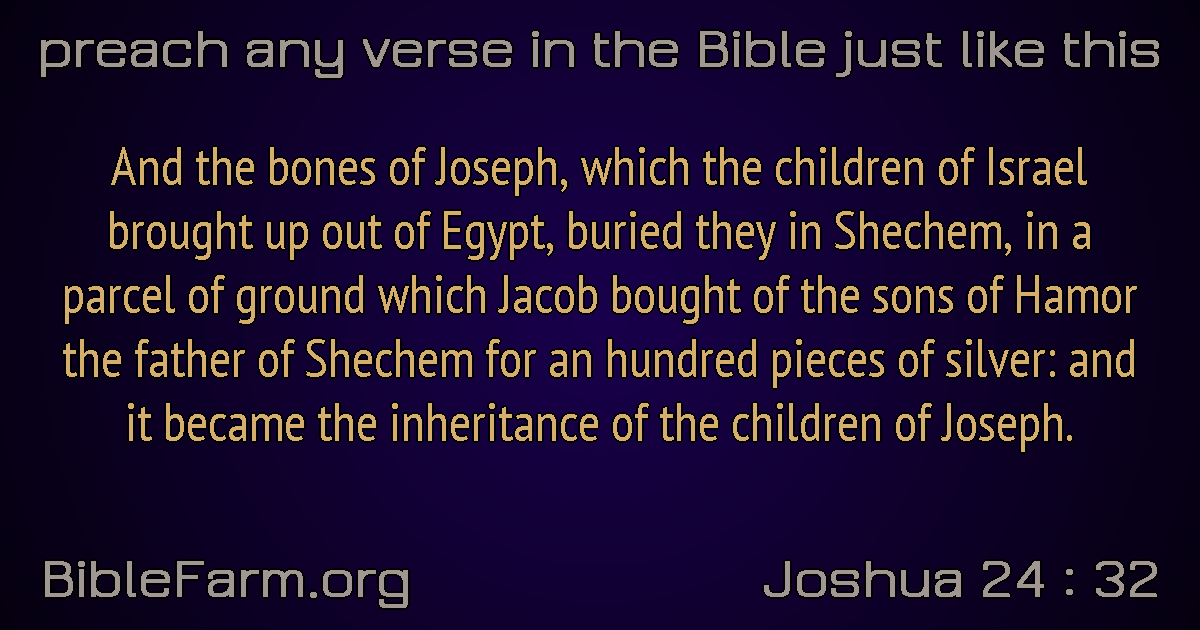 preach any verse in the Bible just like this
And the bones of Joseph, which the children of Israel
brought up out of Egypt, buried they in Shechem, in a
parcel of ground which Jacob bought of the sons of Hamor
the father of Shechem for an hundred pieces of silver: and
it became the inheritance of the children of Joseph.
BibleFarm.org
Joshua 24 : 32